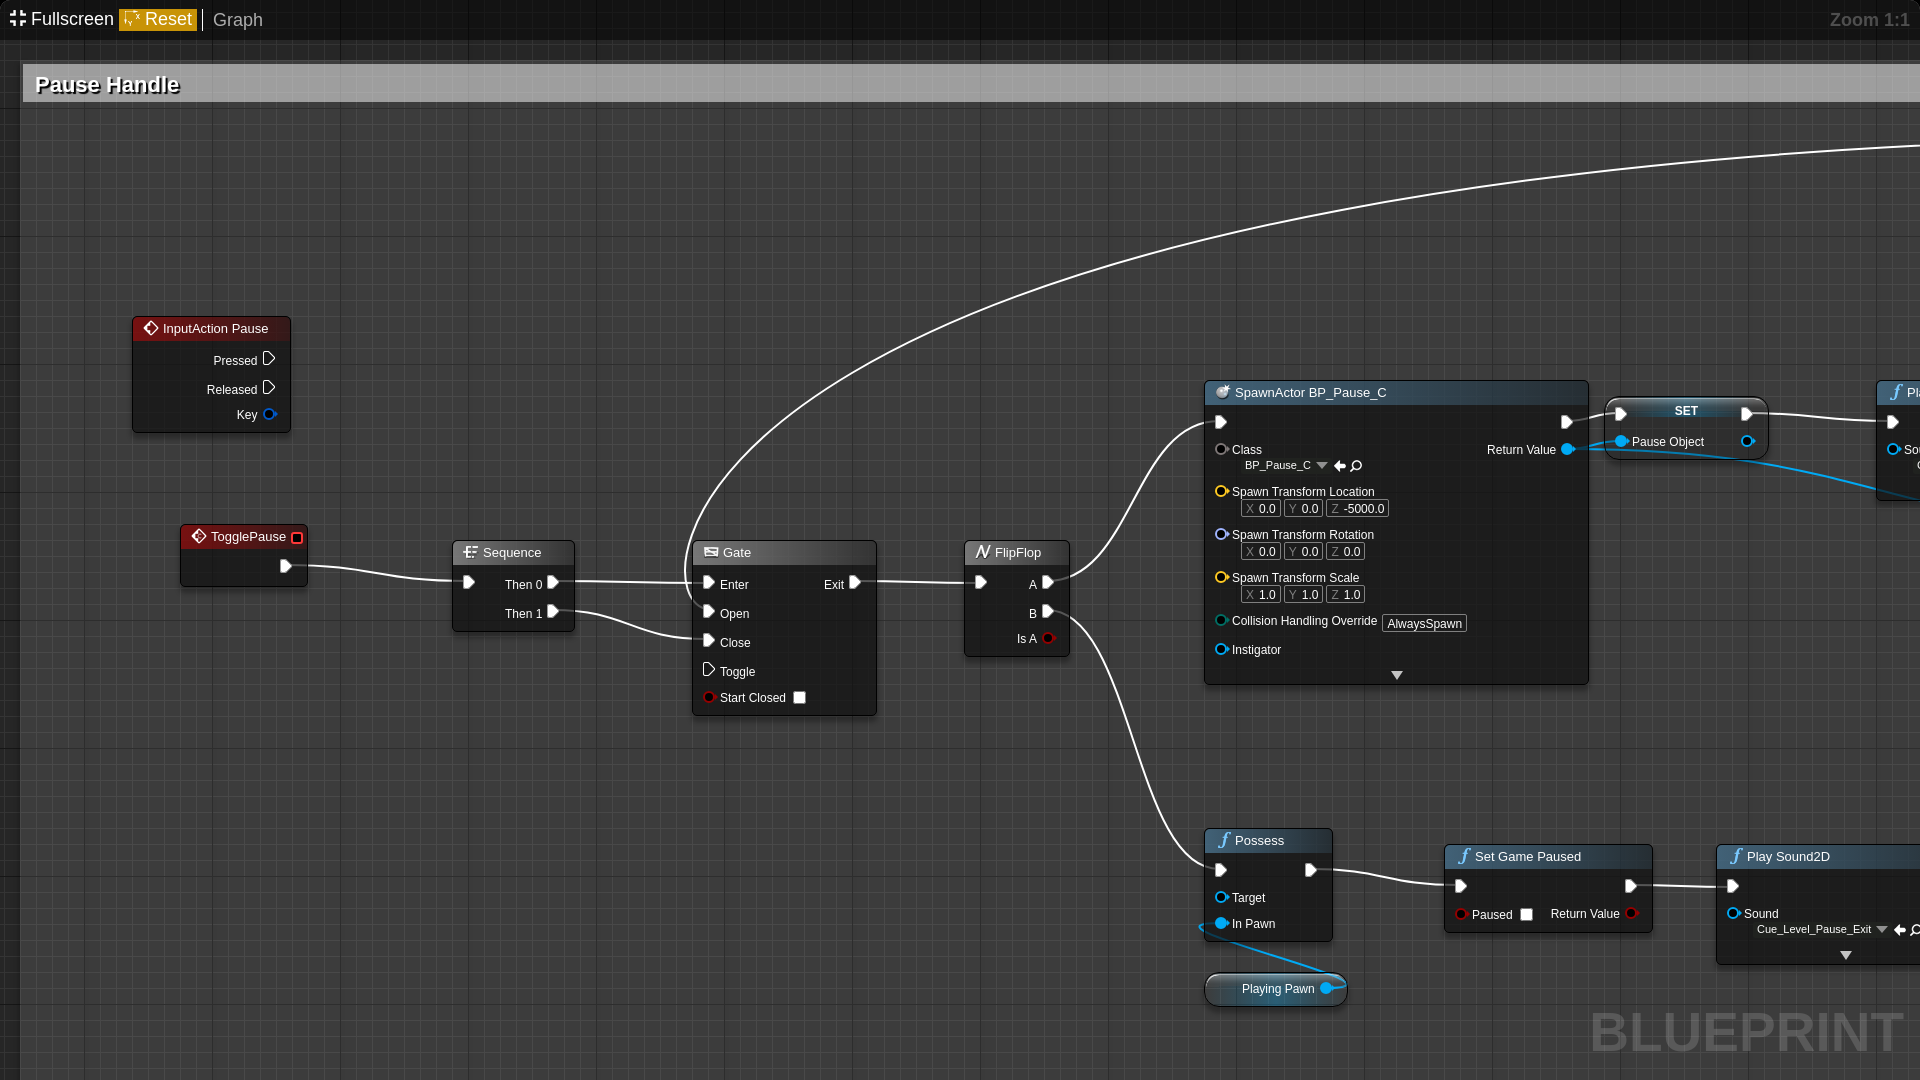 Fullscreen Reset Graph Zoom 1:1
Pause Handle
InputAction Pause
Pressed
Released
Key
TogglePause
Sequence
Then 0
Then 1
Gate
Enter Exit
Open
Close
Toggle
Start Closed
FlipFlop
A
B
Is A
SpawnActor BP_Pause_C
Class Return Value
BP_Pause_C
Spawn Transform Location
X 0.0 Y 0.0 Z -5000.0
Spawn Transform Rotation
X 0.0 Y 0.0 Z 0.0
Spawn Transform Scale
X 1.0 Y 1.0 Z 1.0
Collision Handling Override AlwaysSpawn
Instigator
SET
Pause Object
Possess
Target
In Pawn
Playing Pawn
Set Game Paused
Paused Return Value
Play Sound2D
Sound
Cue_Level_Pause_Exit
BLUEPRINT